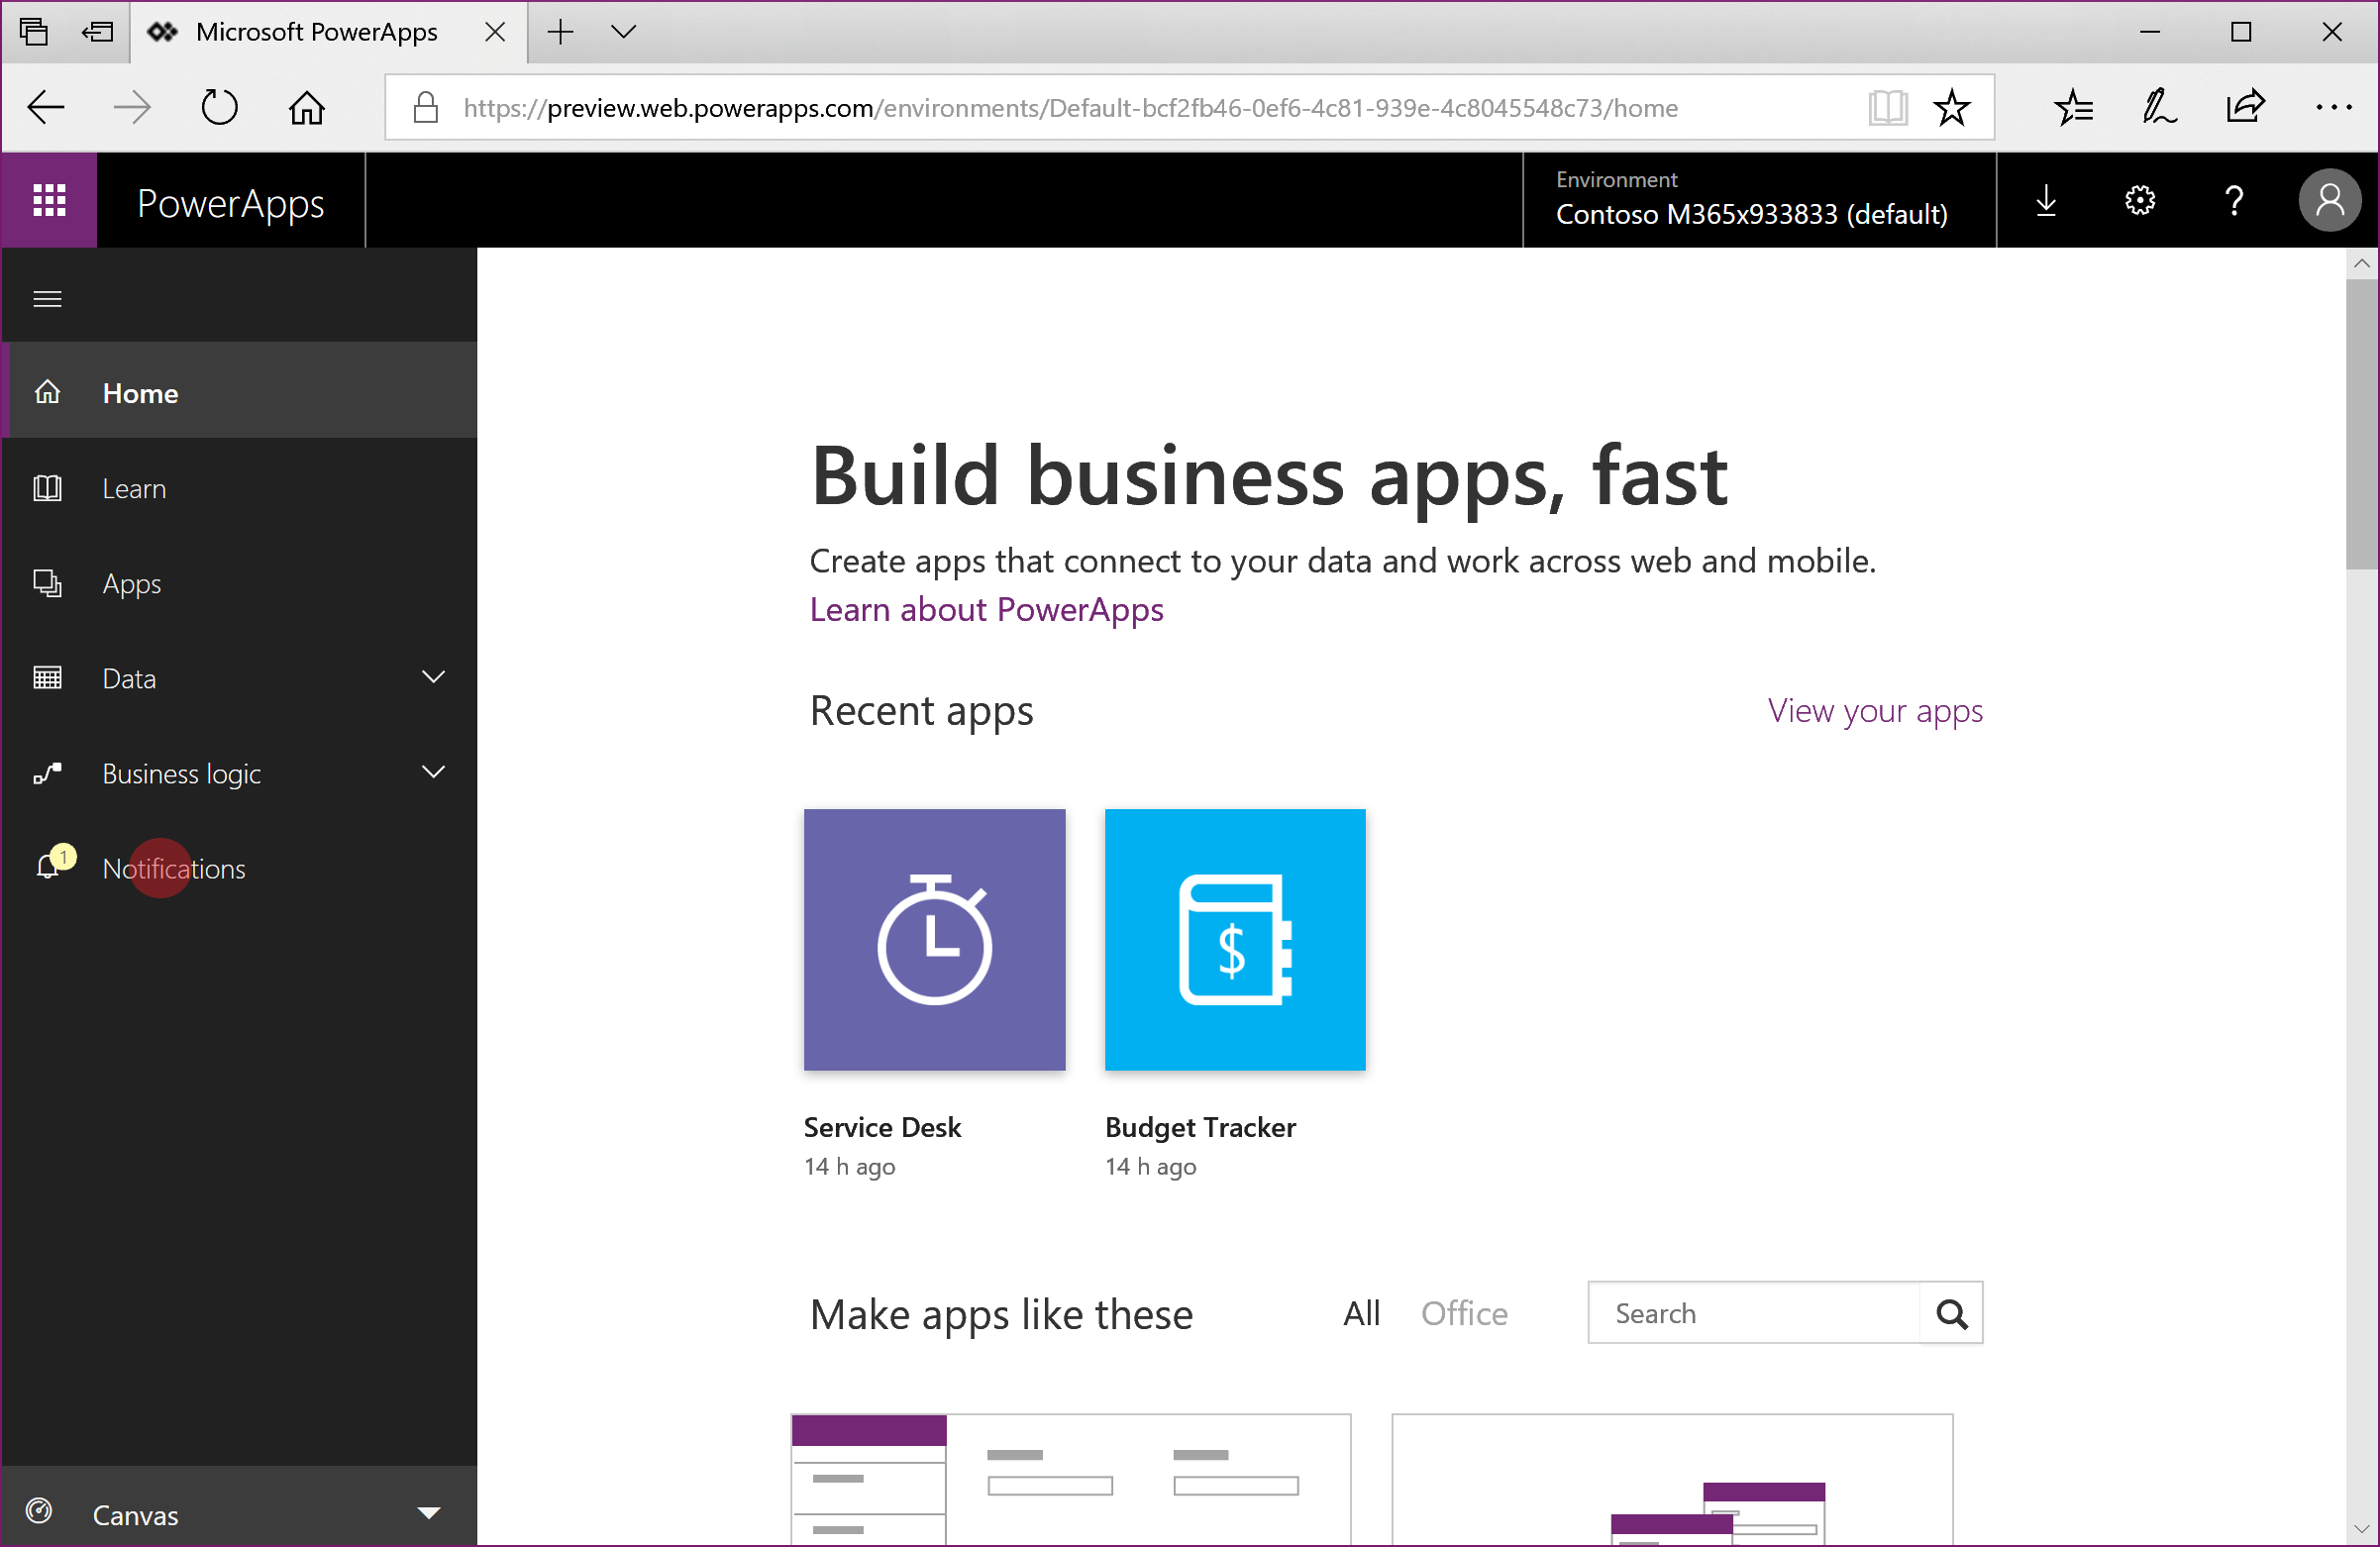 Microsoft PowerApps
https://preview.web.powerapps.com/environments/Default-bcf2fb46-0ef6-4c81-939e-4c8045548c73/home
PowerApps
Environment
Contoso M365x933833 (default)
Home
Learn
Apps
Data
Business logic
1
Notifications
Canvas
Build business apps, fast
Create apps that connect to your data and work across web and mobile.
Learn about PowerApps
Recent apps
View your apps
$
Service Desk
14 h ago
Budget Tracker
14 h ago
Make apps like these
All
Office
Search